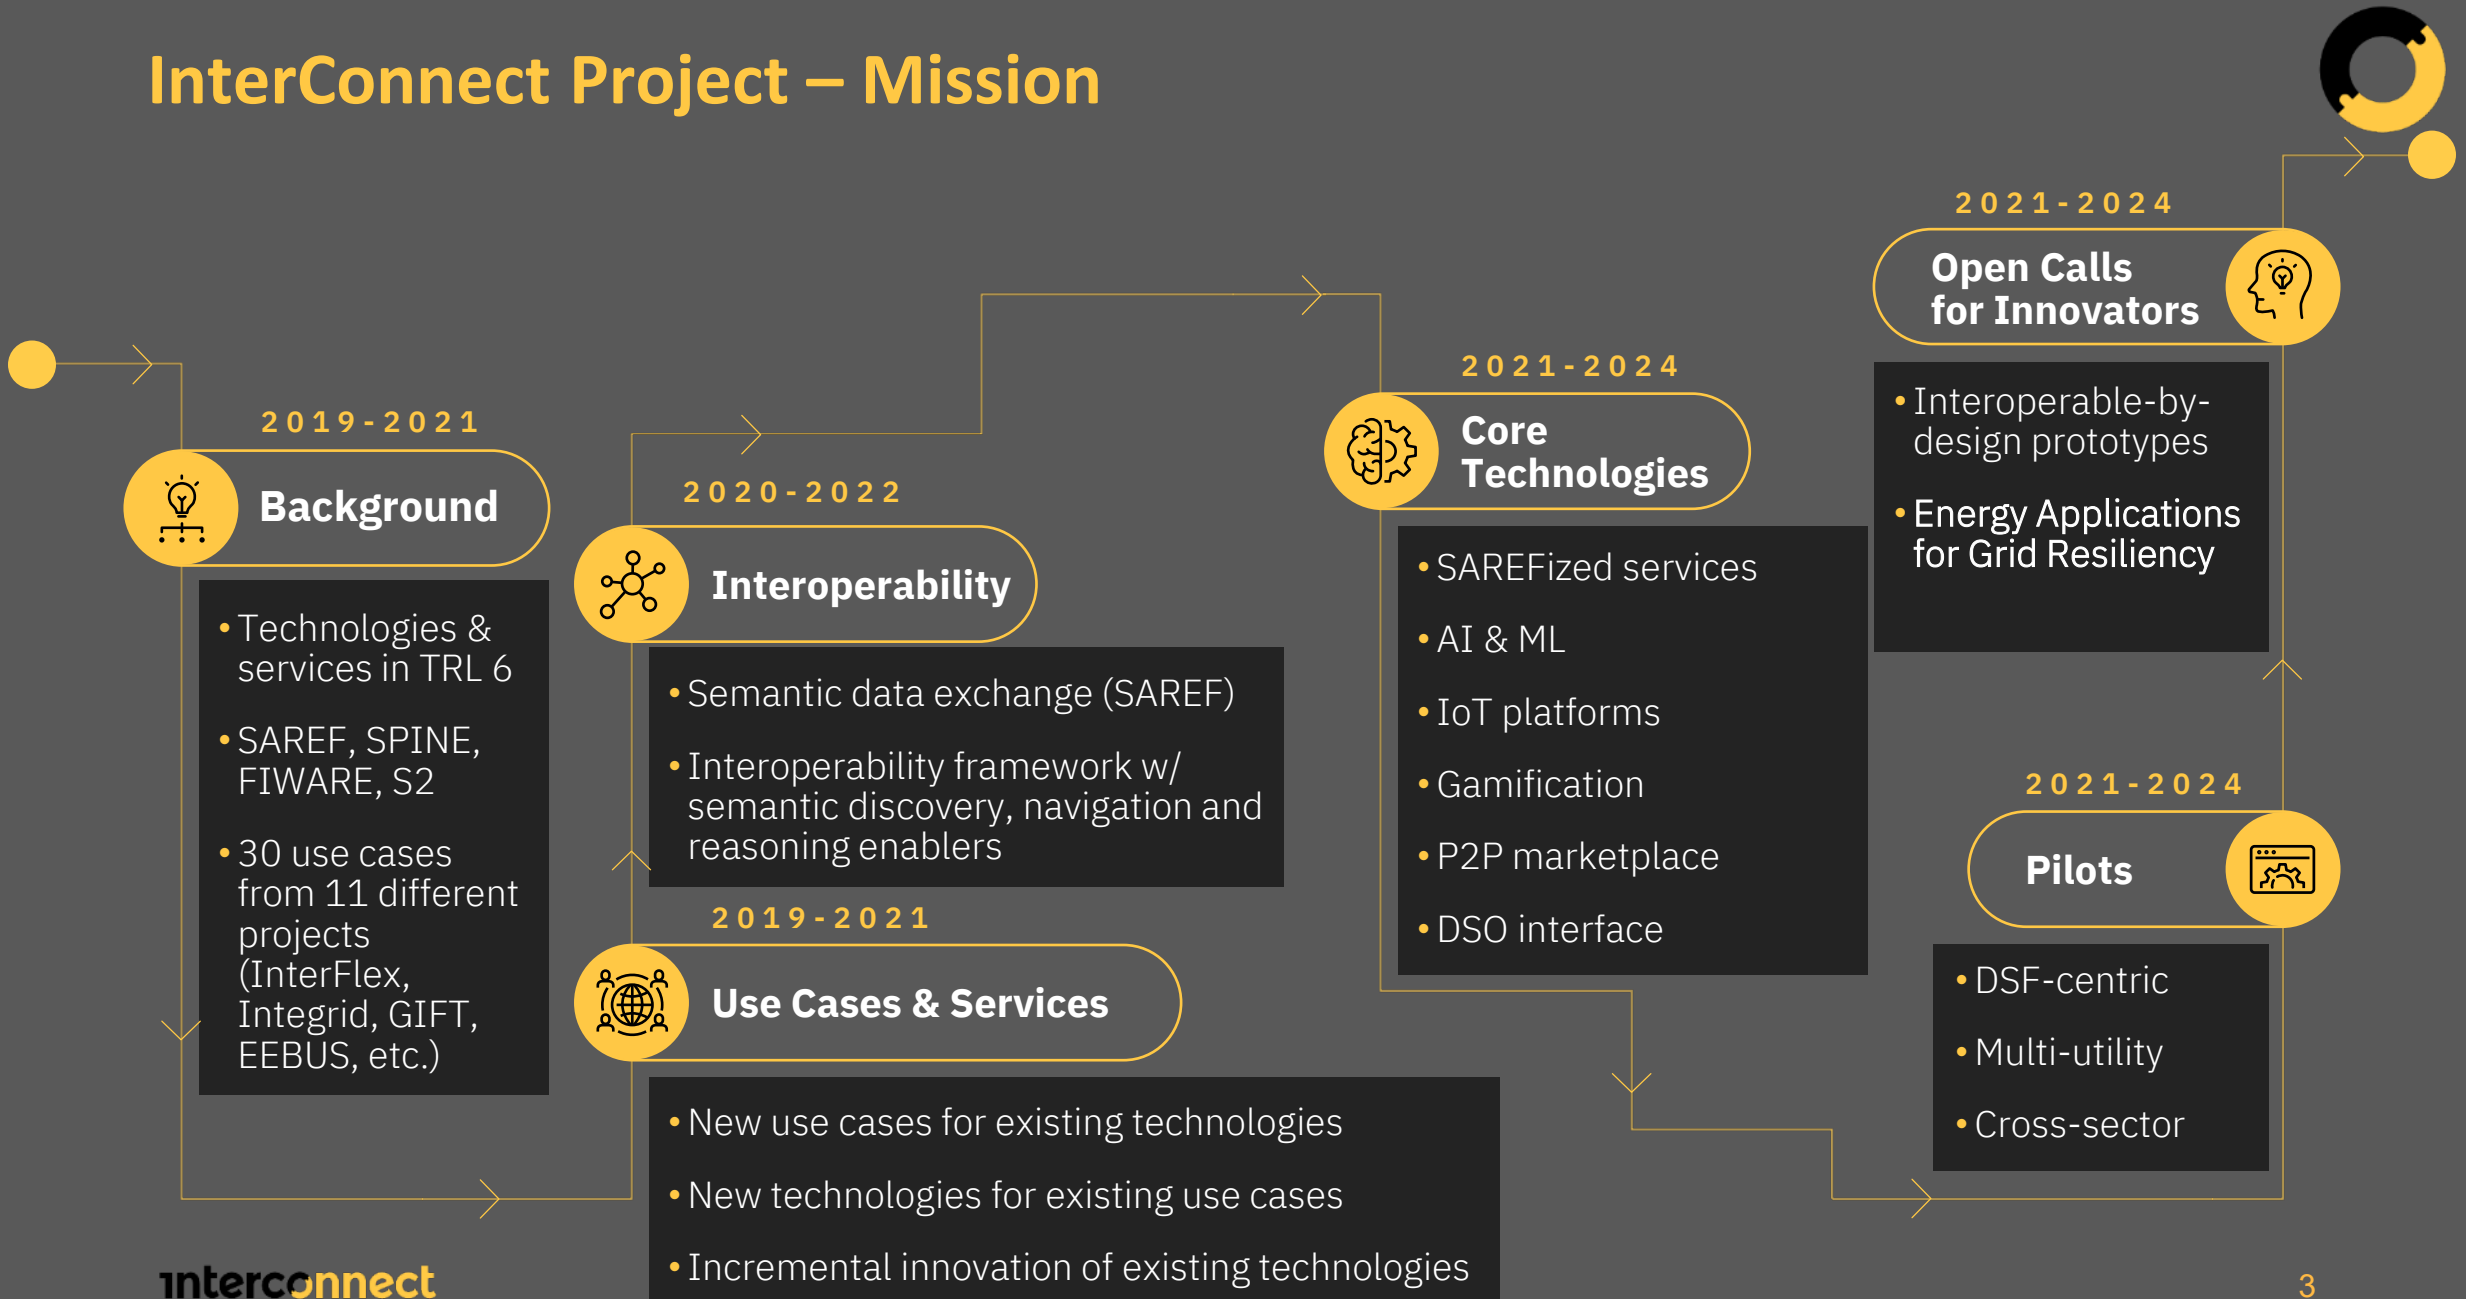 InterConnect Project – Mission
2019-2021
Background
• Technologies &
services in TRL 6
• SAREF, SPINE,
FIWARE, S2
• 30 use cases
from 11 different
projects
(InterFlex,
Integrid, GIFT,
EEBUS, etc.)
2019-2021
Use Cases & Services
• New use cases for existing technologies
• New technologies for existing use cases
• Incremental innovation of existing technologies
2020-2022
Interoperability
• Semantic data exchange (SAREF)
• Interoperability framework w/
semantic discovery, navigation and
reasoning enablers
2021-2024
Core
Technologies
• SAREFized services
• AI & ML
• IoT platforms
• Gamification
• P2P marketplace
• DSO interface
2021-2024
Pilots
• DSF-centric
• Multi-utility
• Cross-sector
2021-2024
Open Calls
for Innovators
• Interoperable-by-
design prototypes
• Energy Applications
for Grid Resiliency
interconnect
3